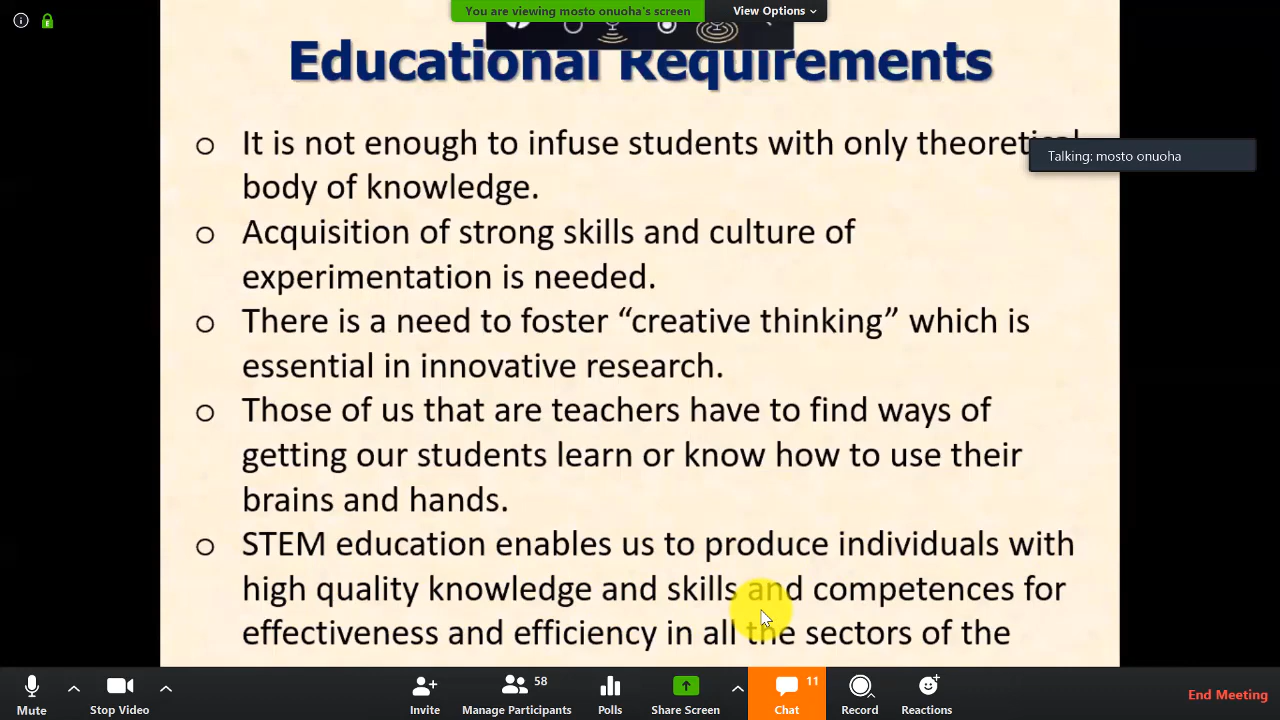 You are viewing mosto onuoha's screen
View Options
Educational Requirements
Talking: mosto onuoha
o It is not enough to infuse students with only theoretical
body of knowledge.
o Acquisition of strong skills and culture of
experimentation is needed.
o There is a need to foster “creative thinking” which is
essential in innovative research.
o Those of us that are teachers have to find ways of
getting our students learn or know how to use their
brains and hands.
o STEM education enables us to produce individuals with
high quality knowledge and skills and competences for
effectiveness and efficiency in all the sectors of the
Mute
Stop Video
Invite
58
Manage Participants
Polls
Share Screen
11
Chat
Record
Reactions
End Meeting